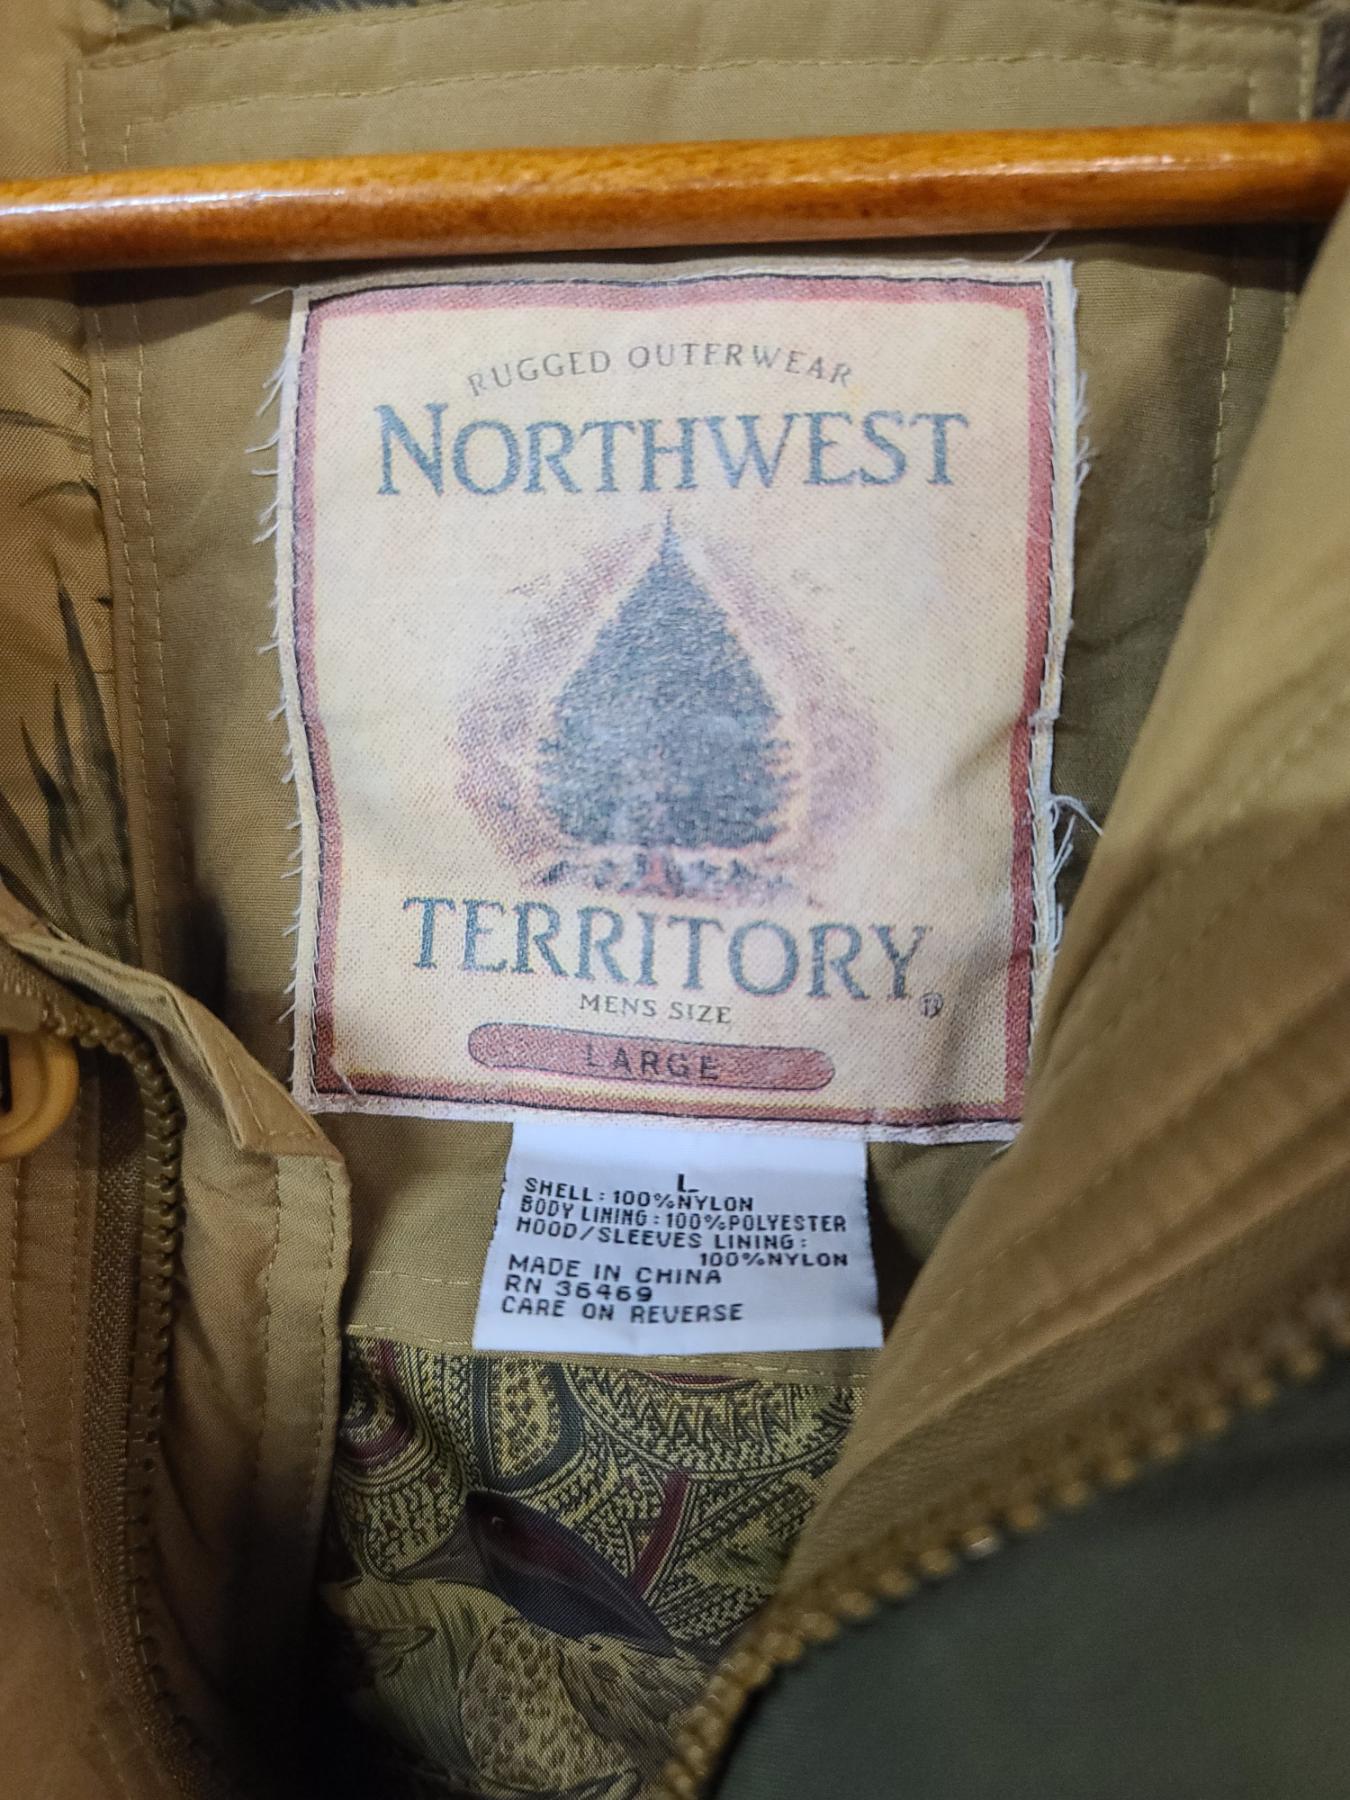 RUGGED OUTERWEAR
NORTHWEST
TERRITORY®
MENS SIZE
LARGE
L
SHELL: 100%NYLON
BODY LINING: 100%POLYESTER
HOOD/SLEEVES LINING:
100%NYLON
MADE IN CHINA
RN 36469
CARE ON REVERSE